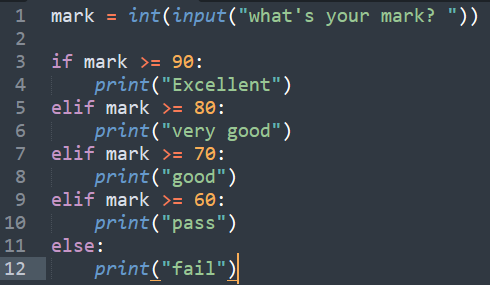 1 mark = int(input("what's your mark? "))
2
3 if mark >= 90:
4     print("Excellent")
5 elif mark >= 80:
6     print("very good")
7 elif mark >= 70:
8     print("good")
9 elif mark >= 60:
10     print("pass")
11 else:
12     print("fail")